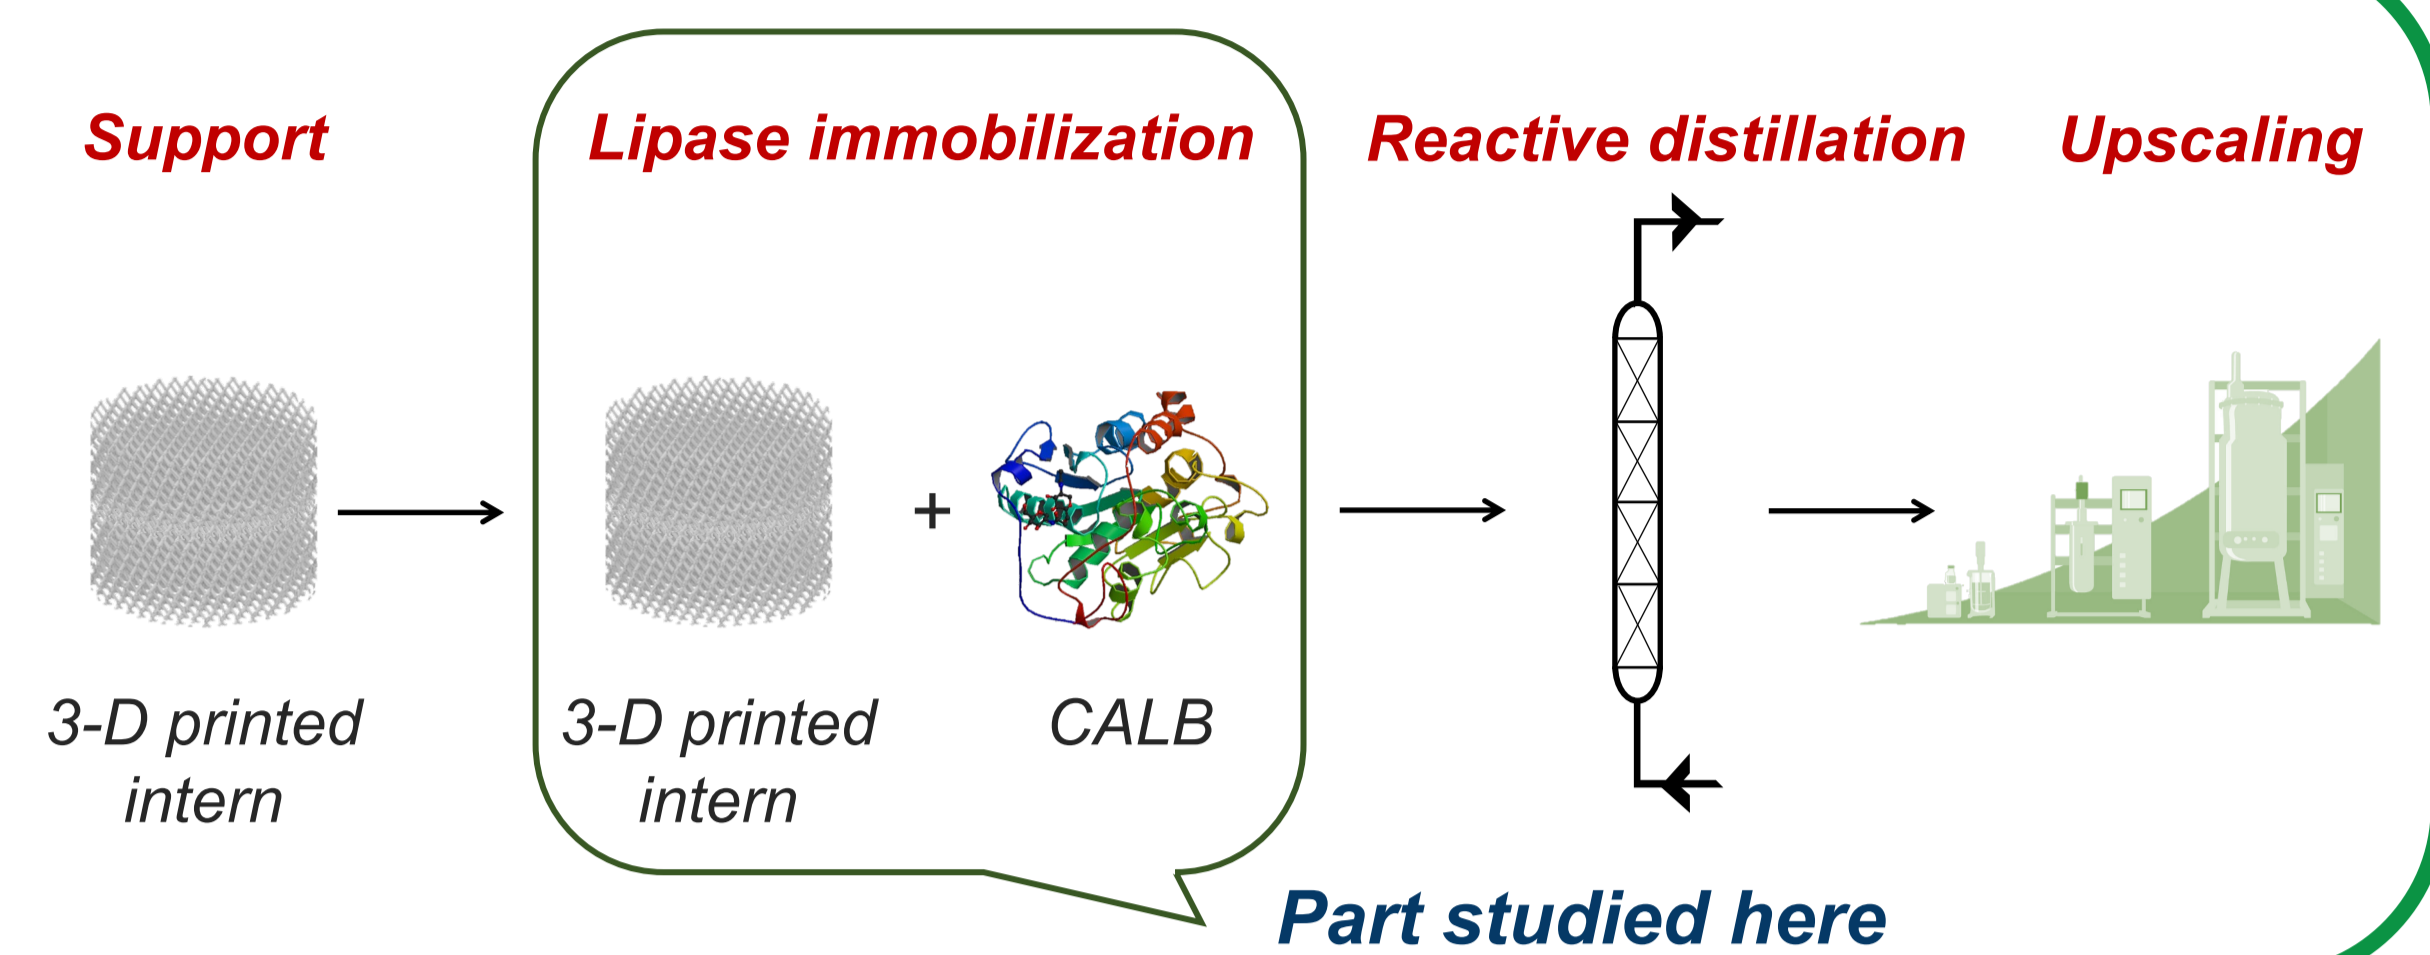 Support
Lipase immobilization
Reactive distillation
Upscaling
+
3-D printed
intern
3-D printed
intern
CALB
Part studied here